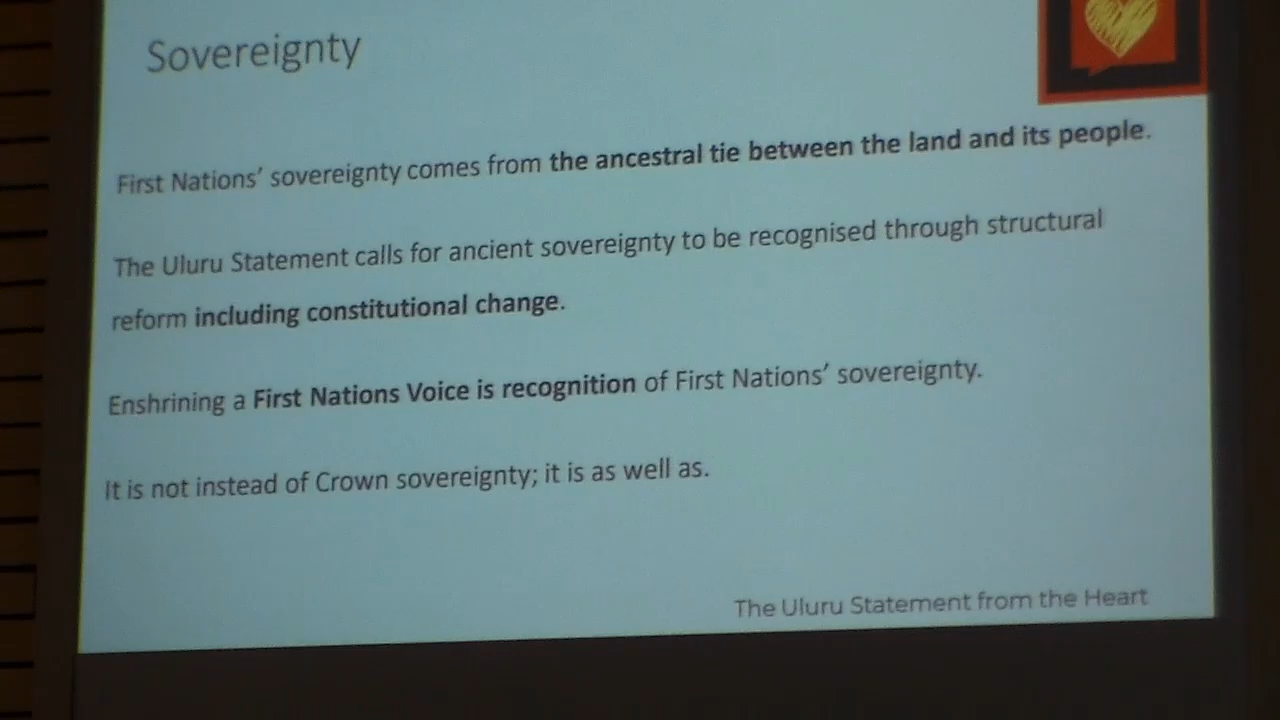 Sovereignty
First Nations’ sovereignty comes from the ancestral tie between the land and its people.
The Uluru Statement calls for ancient sovereignty to be recognised through structural
reform including constitutional change.
Enshrining a First Nations Voice is recognition of First Nations’ sovereignty.
It is not instead of Crown sovereignty; it is as well as.
The Uluru Statement from the Heart